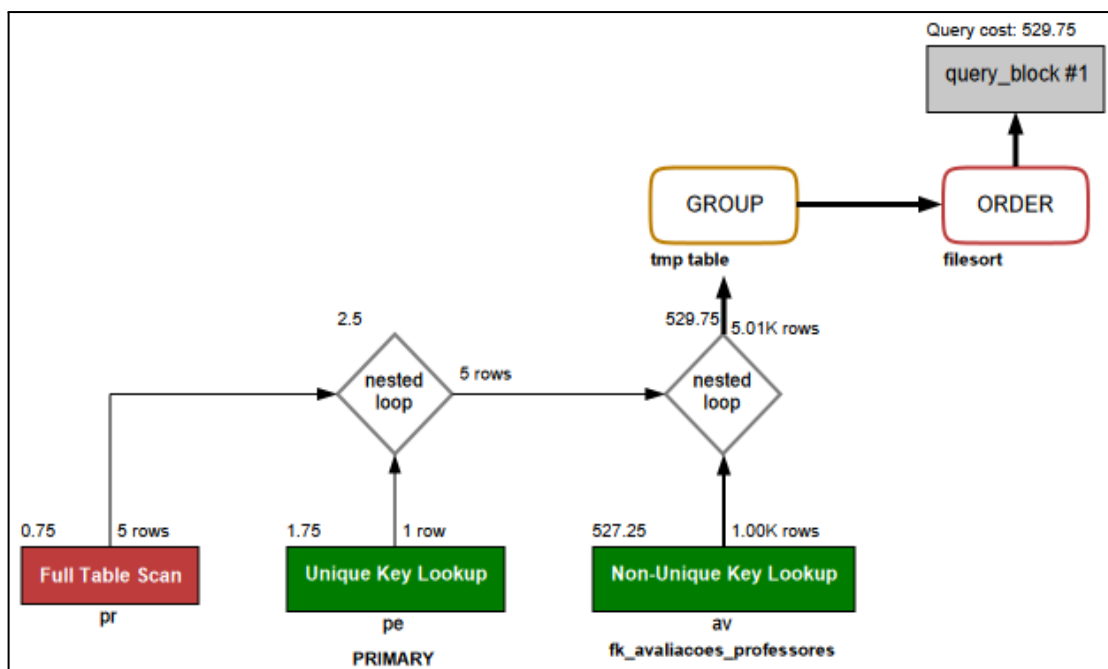 Query cost: 529.75
query_block #1
GROUP
ORDER
tmp table
filesort
2.5
529.75
5.01K rows
nested
loop
5 rows
nested
loop
0.75
5 rows
1.75
1 row
527.25
1.00K rows
Full Table Scan
Unique Key Lookup
Non-Unique Key Lookup
pr
pe
av
PRIMARY
fk_avaliacoes_professores